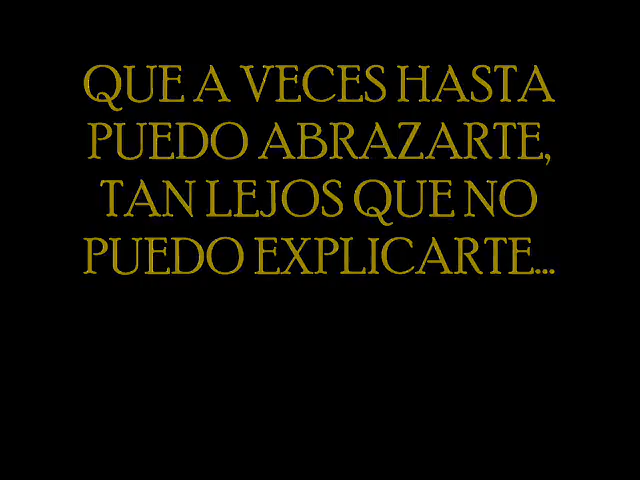 QUE A VECES HASTA
PUEDO ABRAZARTE,
TAN LEJOS QUE NO
PUEDO EXPLICARTE...